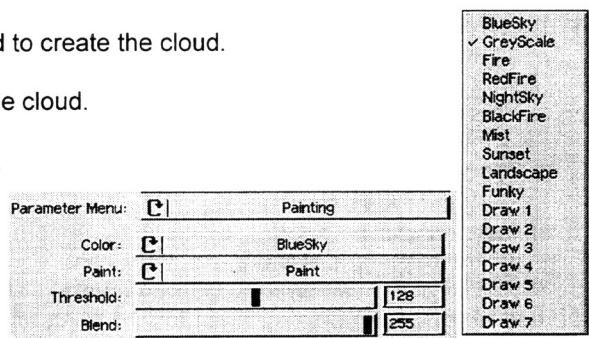 to create the cloud.
cloud.
Parameter Menu: Painting
Color: BlueSky
Paint: Paint
Threshold: 128
Blend: 255
BlueSky
✓ GreyScale
Fire
RedFire
NightSky
BlackFire
Mist
Sunset
Landscape
Funky
Draw 1
Draw 2
Draw 3
Draw 4
Draw 5
Draw 6
Draw 7